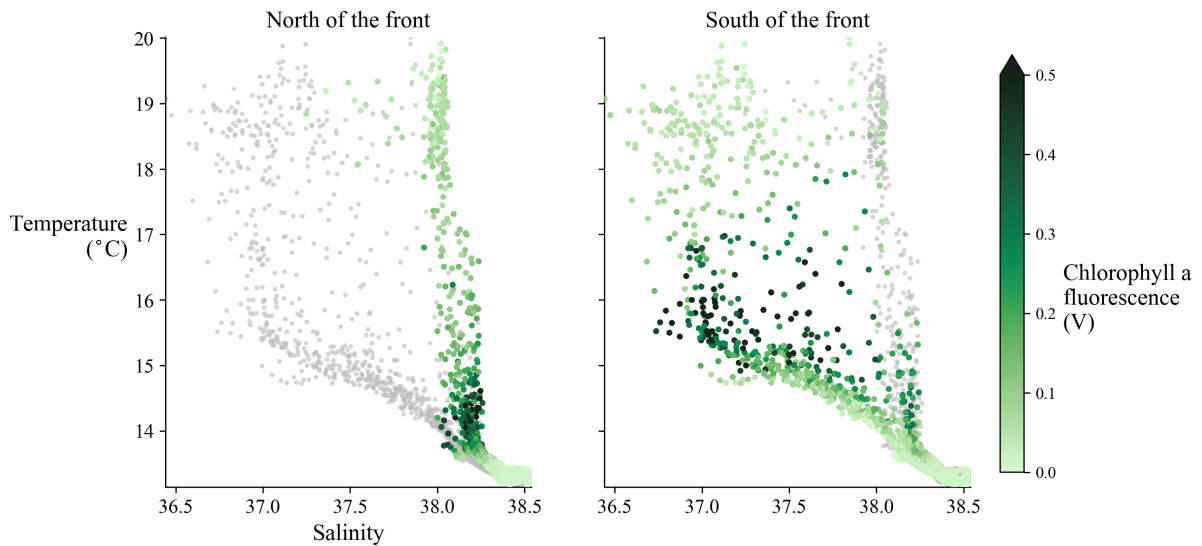 North of the front
South of the front
20
19
18
17
16
15
14
Temperature
(°C)
36.5
37.0
37.5
38.0
38.5
Salinity
36.5
37.0
37.5
38.0
38.5
0.5
0.4
0.3
0.2
0.1
0.0
Chlorophyll a
fluorescence
(V)